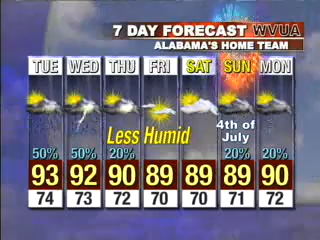 7 DAY FORECAST WVUA
ALABAMA'S HOME TEAM
TUE WED THU FRI SAT SUN MON
Less Humid
4th of
July
50% 50% 20% 20% 20%
93 92 90 89 89 89 90
74 73 72 70 70 71 72